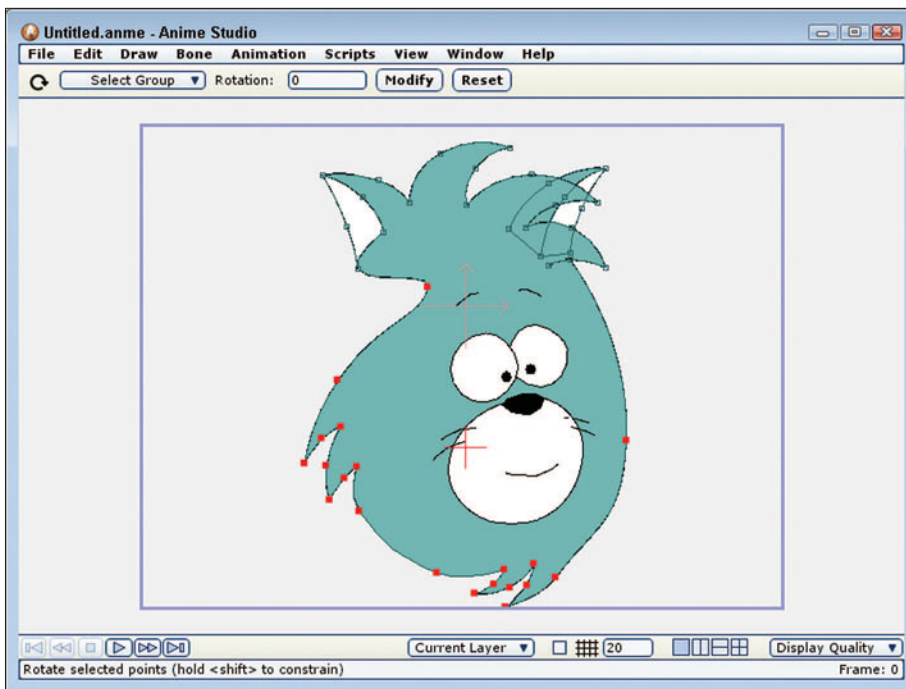 Untitled.anme - Anime Studio
File Edit Draw Bone Animation Scripts View Window Help
Select Group Rotation: 0 Modify Reset
Current Layer 20 Display Quality
Rotate selected points (hold <shift> to constrain) Frame: 0